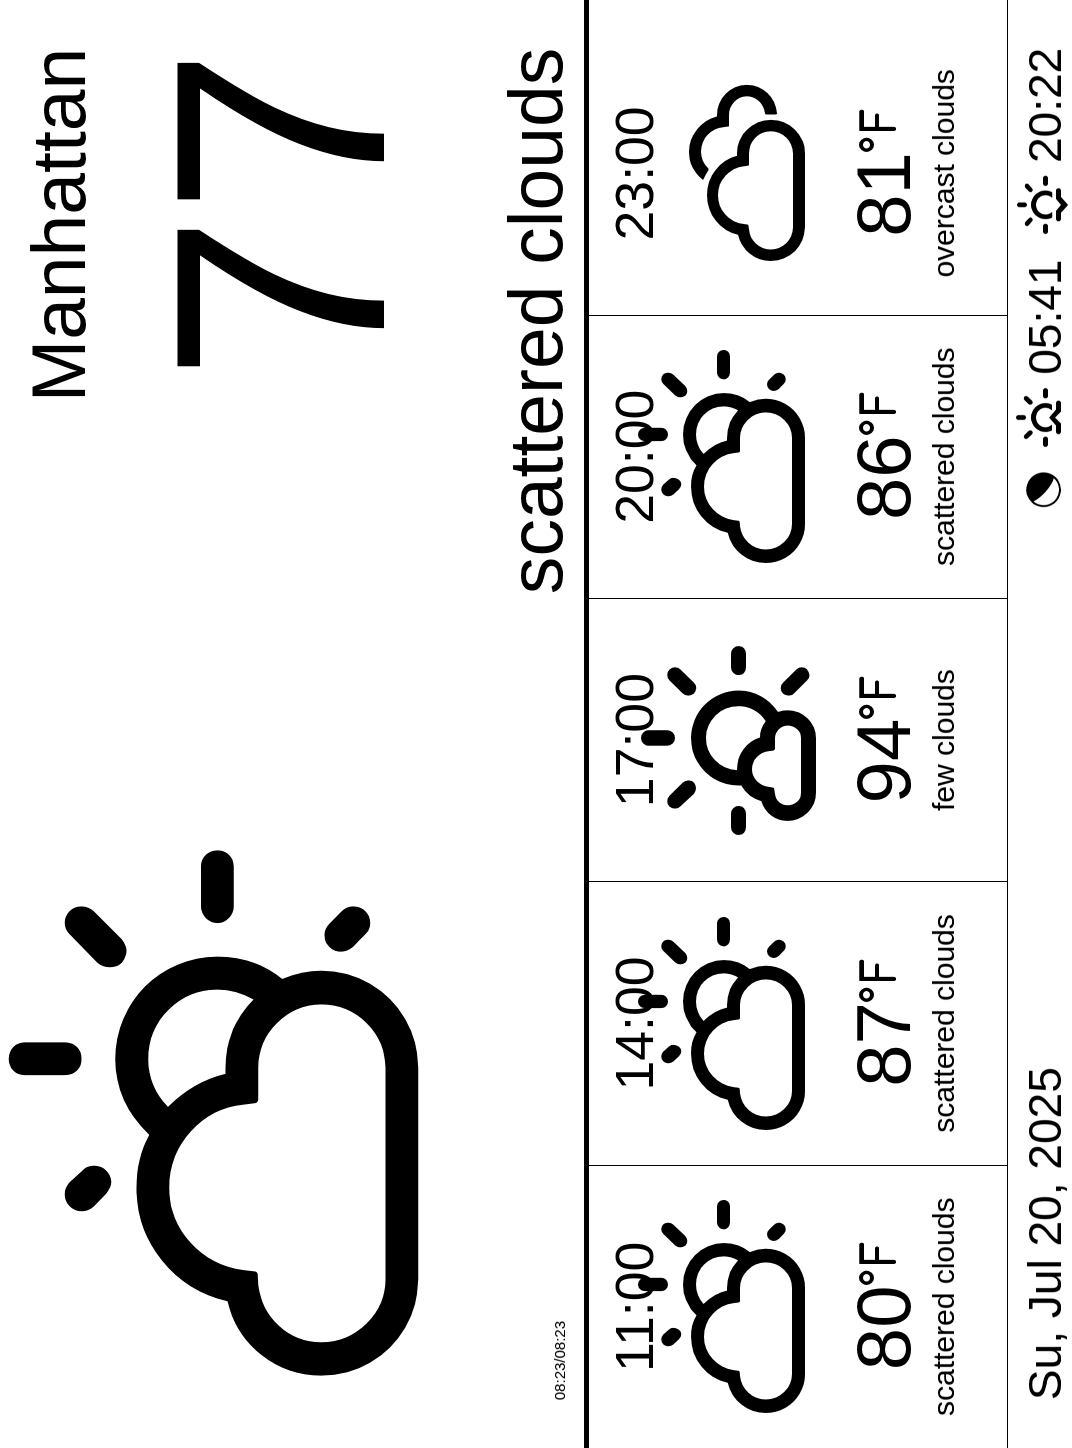 Manhattan
77
scattered clouds
08:23/08:23
11:00
80°F
scattered clouds
14:00
87°F
scattered clouds
17:00
94°F
few clouds
20:00
86°F
scattered clouds
23:00
81°F
overcast clouds
Su, Jul 20, 2025
05:41 20:22